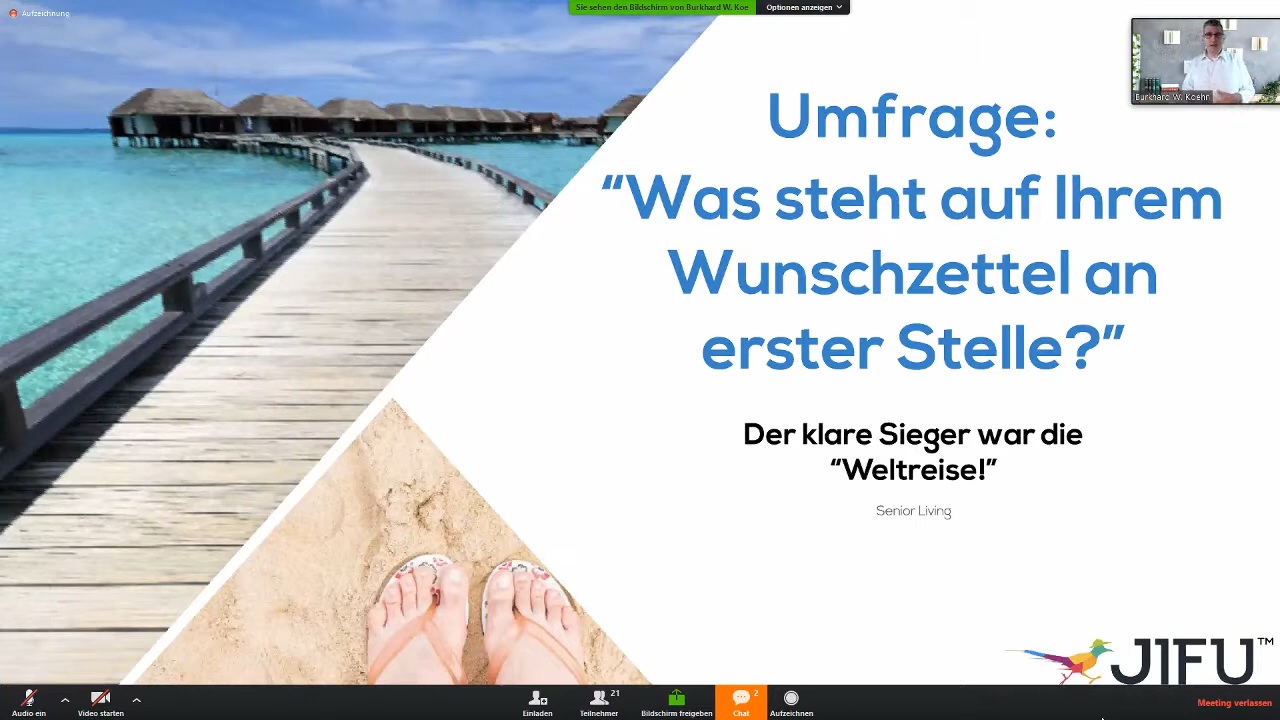 Aufzeichnung
Sie sehen den Bildschirm von Burkhard W. Koe
Optionen anzeigen
Burkhard W. Koehn
Umfrage:
“Was steht auf Ihrem
Wunschzettel an
erster Stelle?”
Der klare Sieger war die
“Weltreise!”
Senior Living
JIFU™
Audio ein
Video starten
Einladen
21
Teilnehmer
Bildschirm freigeben
2
Chat
Aufzeichnen
Meeting verlassen